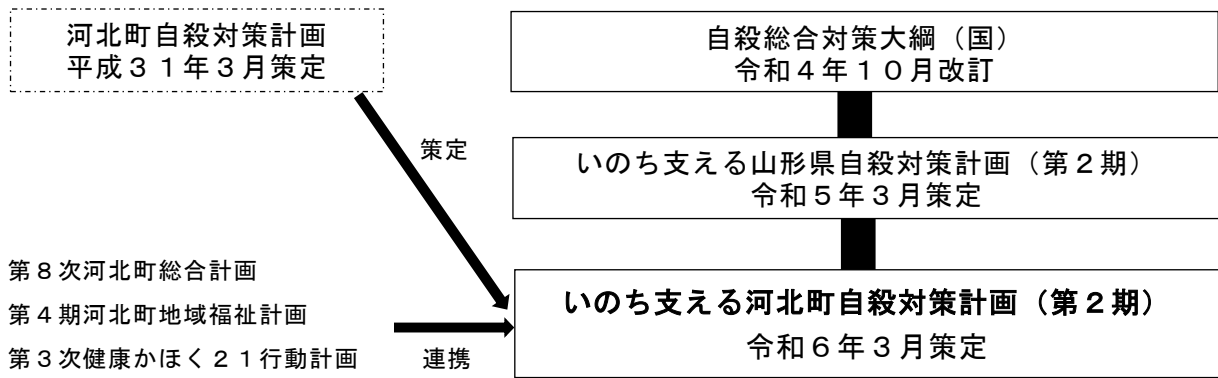 河北町自殺対策計画
平成３１年３月策定
自殺総合対策大綱（国）
令和４年１０月改訂
策定
いのち支える山形県自殺対策計画（第２期）
令和５年３月策定
第８次河北町総合計画
第４期河北町地域福祉計画
第３次健康かほく２１行動計画
連携
いのち支える河北町自殺対策計画（第２期）
令和６年３月策定